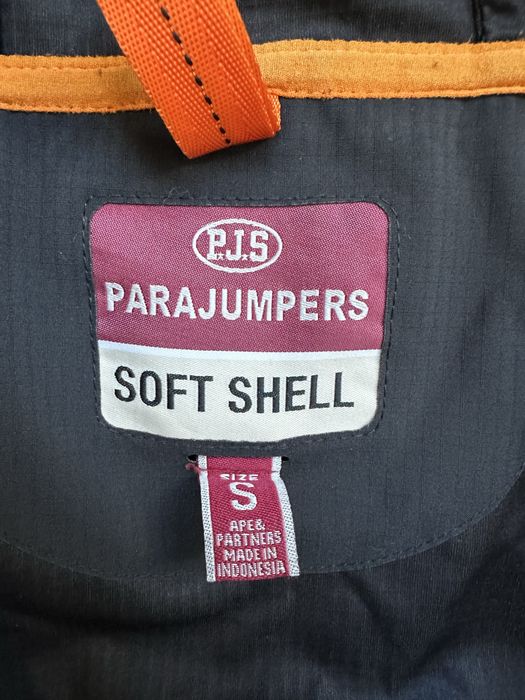 P.J.S
PARAJUMPERS
SOFT SHELL
SIZE
S
APE&
PARTNERS
MADE IN
INDONESIA